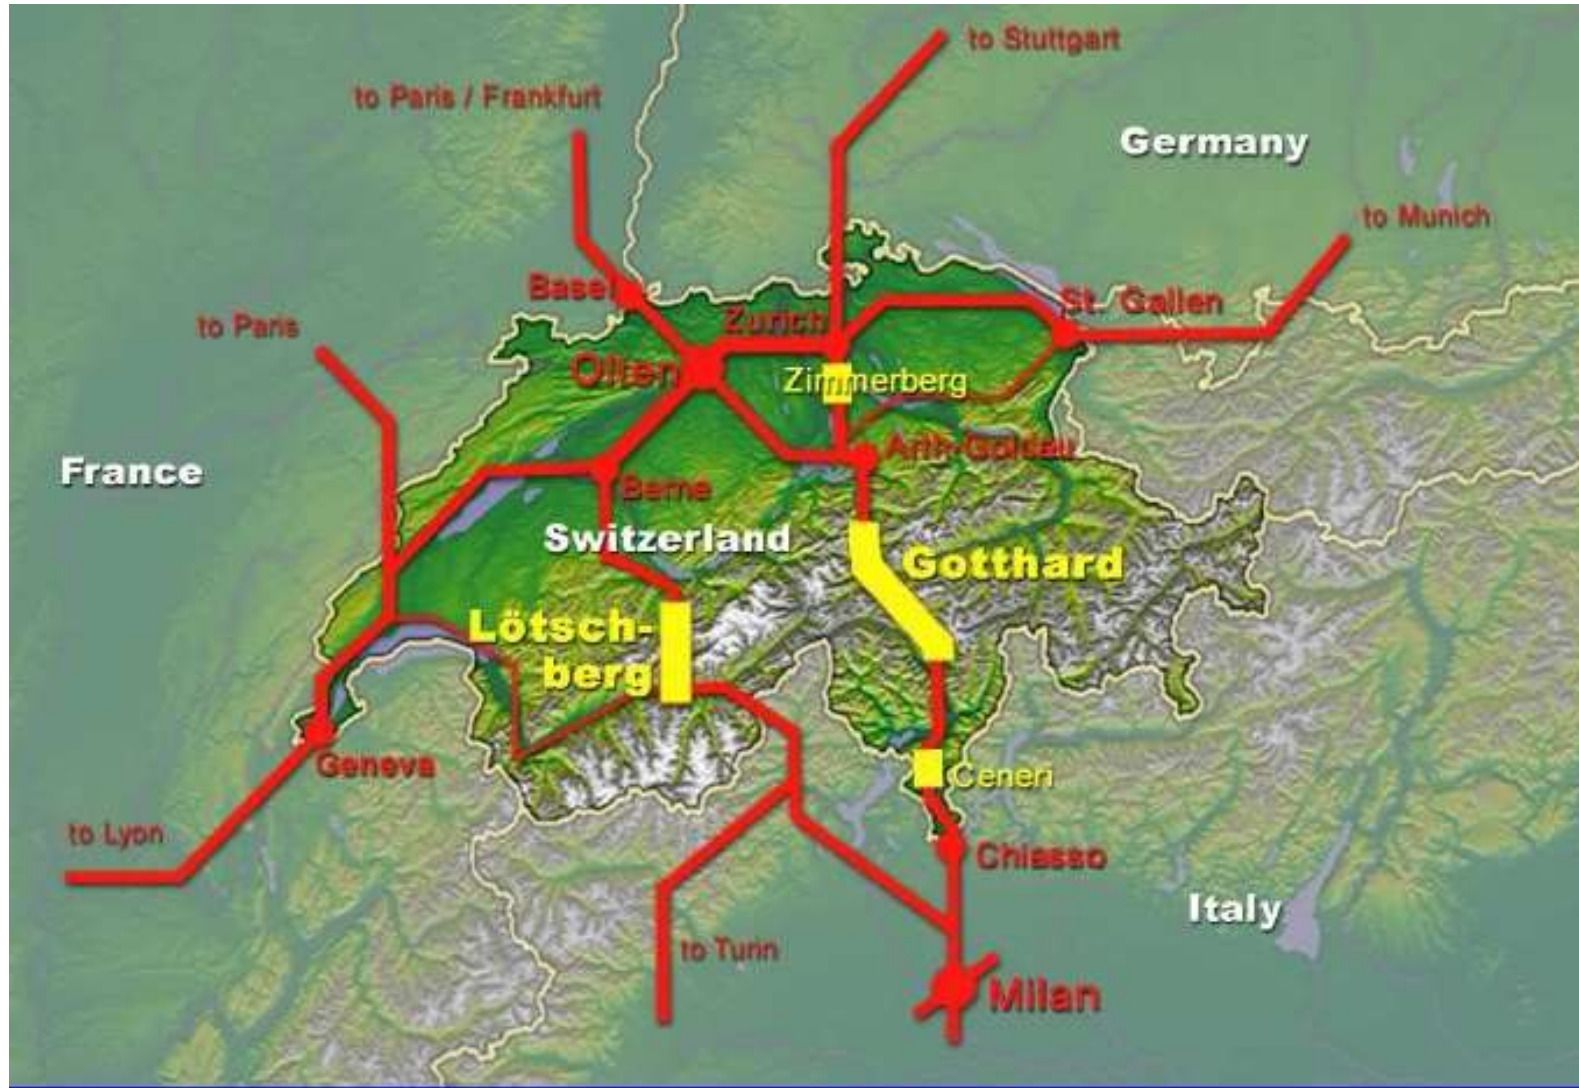 to Stuttgart
to Paris / Frankfurt
Germany
to Munich
Basel
St. Gallen
to Paris
Zurich
Olten
Zimmerberg
France
Arth-Goldau
Berne
Switzerland
Gotthard
Lötsch-
berg
Geneva
Ceneri
to Lyon
Chiasso
Italy
to Turin
Milan